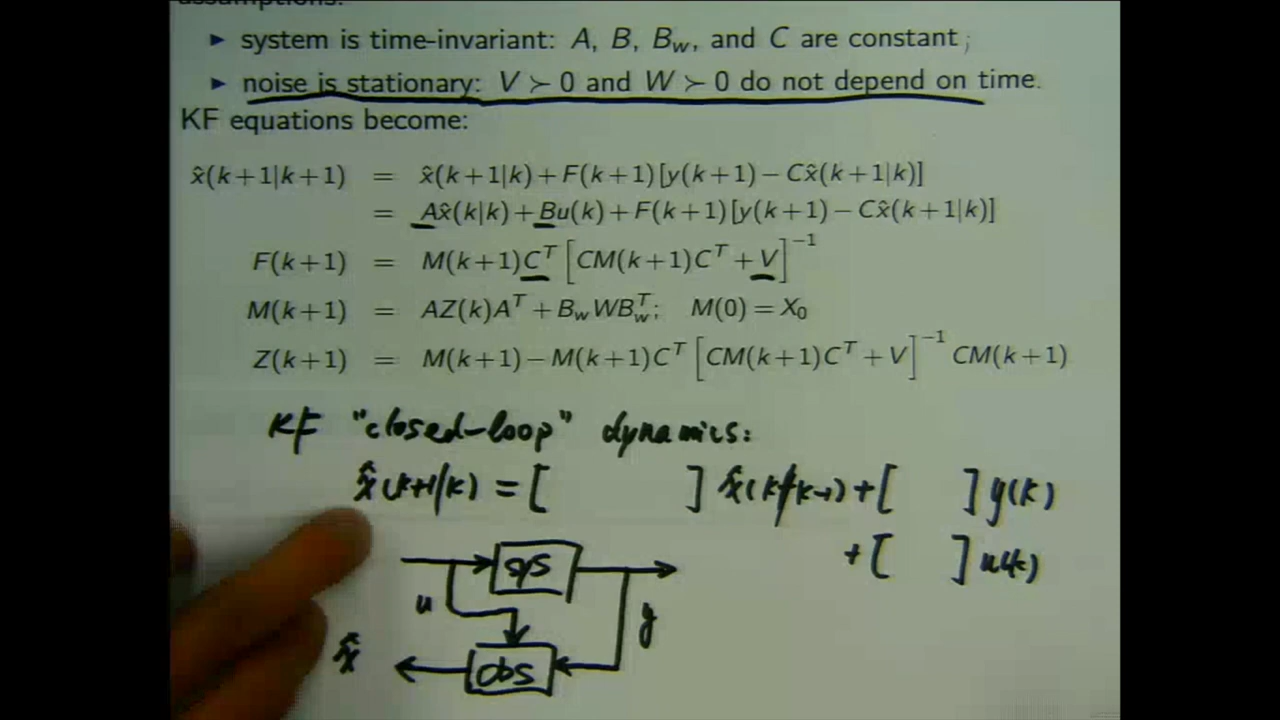 assumptions:
► system is time-invariant: A, B, B_w, and C are constant;
► noise is stationary: V ≻ 0 and W ≻ 0 do not depend on time.
KF equations become:
x̂(k+1|k+1) = x̂(k+1|k)+F(k+1)[y(k+1)−Cx̂(k+1|k)]
= Ax̂(k|k)+Bu(k)+F(k+1)[y(k+1)−Cx̂(k+1|k)]
F(k+1) = M(k+1)C^T [CM(k+1)C^T+V]^−1
M(k+1) = AZ(k)A^T+B_wWB_w^T; M(0)=X_0
Z(k+1) = M(k+1)−M(k+1)C^T [CM(k+1)C^T+V]^−1 CM(k+1)
KF "closed-loop" dynamics:
x̂(k+1|k) = [ ] x̂(k|k-1) + [ ] y(k)
+ [ ] u(k)
sys
u
y
x̂
obs